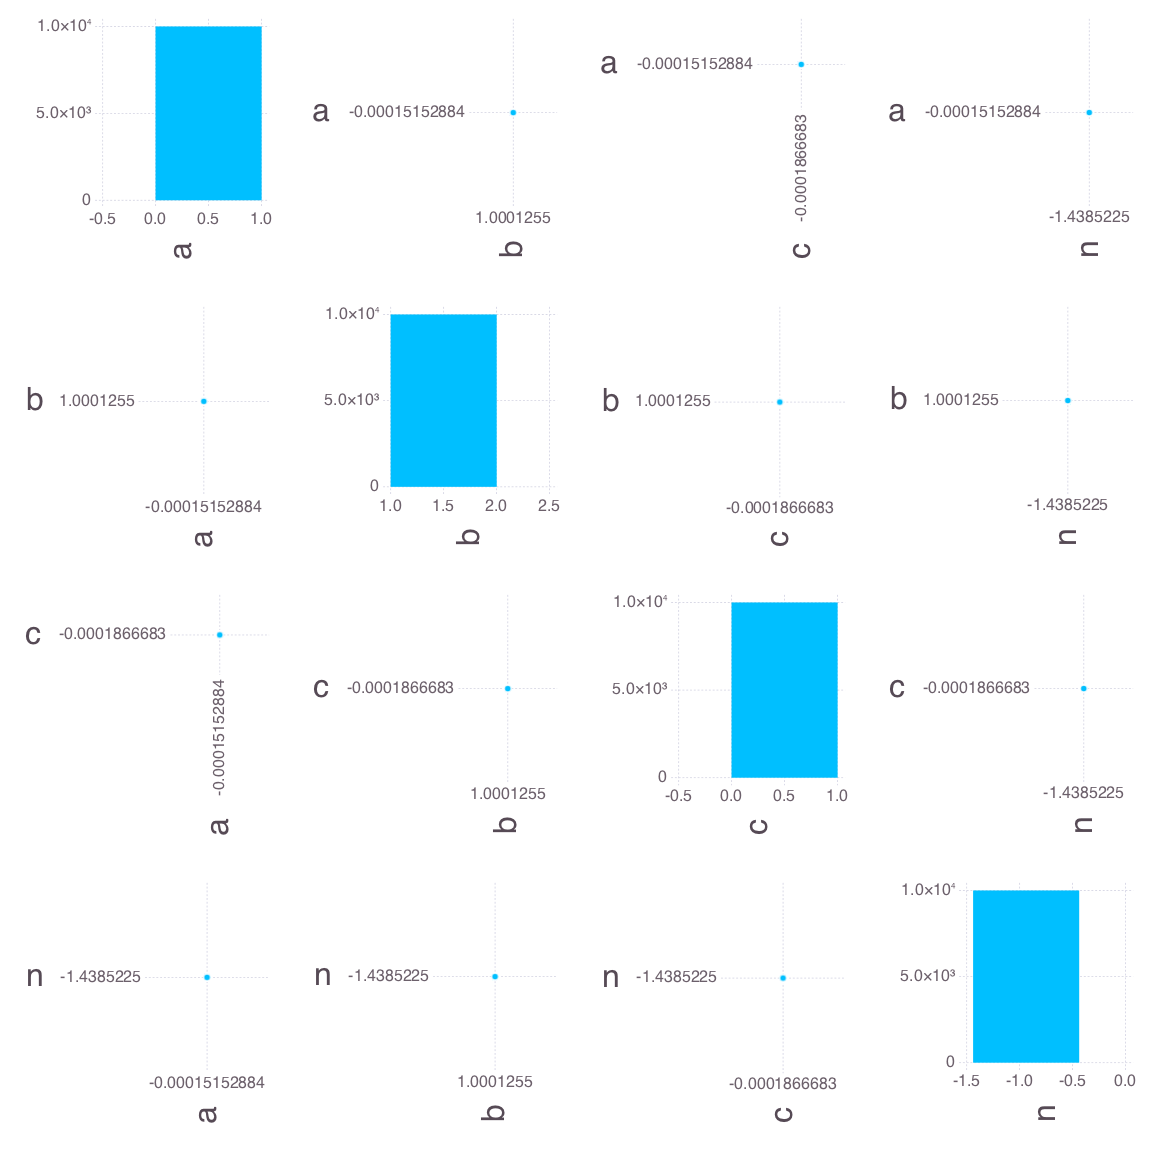 1.0×10⁴
5.0×10³
0
-0.5 0.0 0.5 1.0
a
a -0.00015152884
1.0001255
b
a -0.00015152884
-0.0001866683
c
a -0.00015152884
-1.4385225
n
b 1.0001255
-0.00015152884
a
1.0×10⁴
5.0×10³
0
1.0 1.5 2.0 2.5
b
b 1.0001255
-0.0001866683
c
b 1.0001255
-1.4385225
n
c -0.0001866683
-0.00015152884
a
c -0.0001866683
1.0001255
b
1.0×10⁴
5.0×10³
0
-0.5 0.0 0.5 1.0
c
c -0.0001866683
-1.4385225
n
n -1.4385225
-0.00015152884
a
n -1.4385225
1.0001255
b
n -1.4385225
-0.0001866683
c
1.0×10⁴
5.0×10³
0
-1.5 -1.0 -0.5 0.0
n